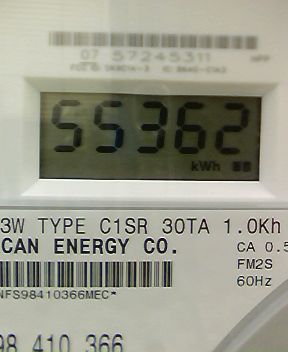 07 57245311
55362
kWh
3W TYPE C1SR 30TA 1.0Kh
CAN ENERGY CO.
CA 0.5
FM2S
60Hz
NFS98410366MEC*
98 410 366